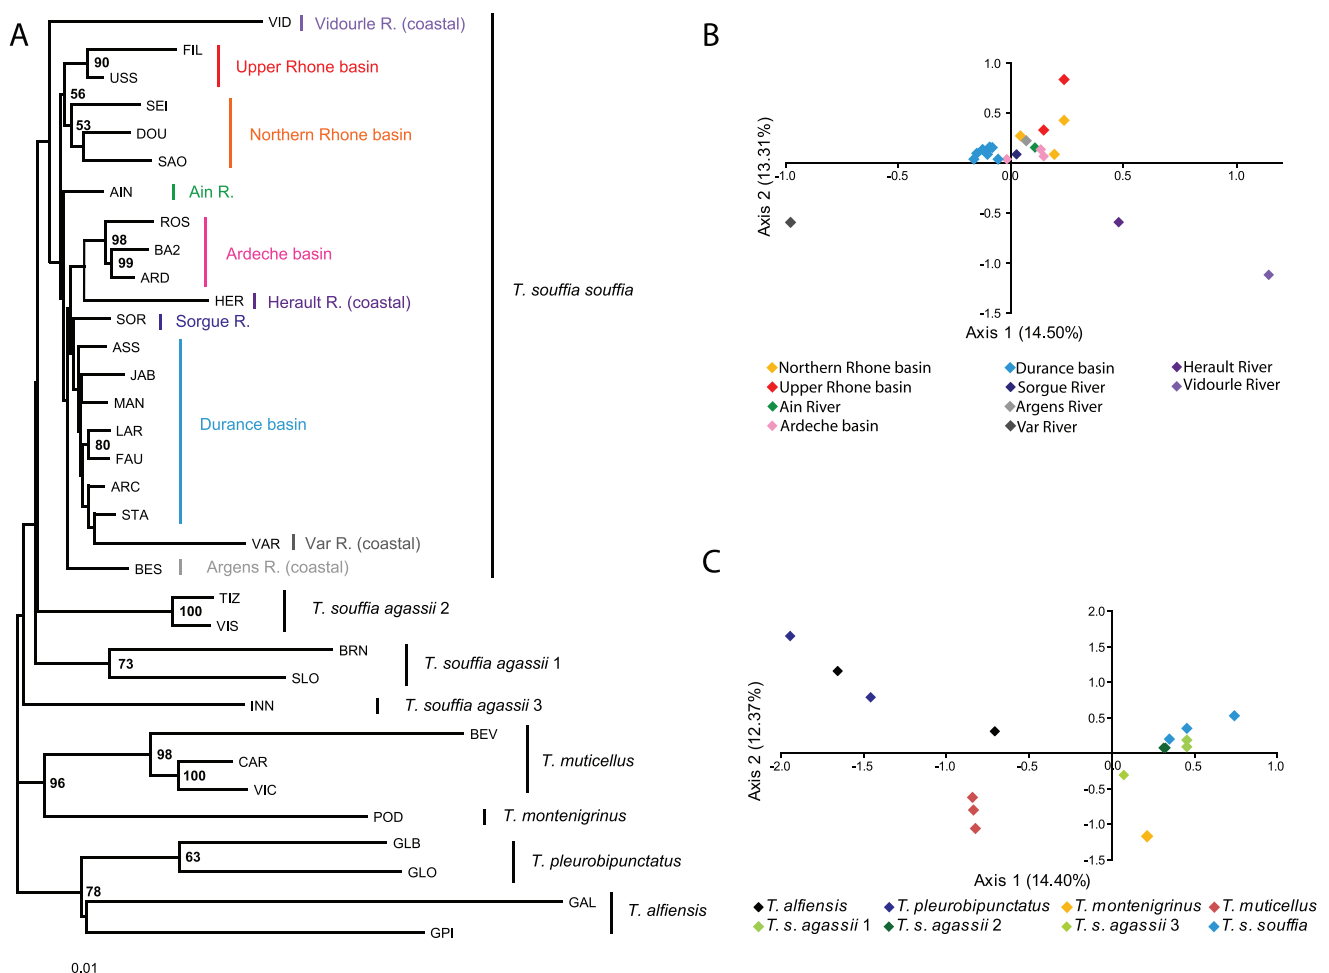 A
VID
Vidourle R. (coastal)
FIL
90
Upper Rhone basin
USS
56
SEI
53
DOU
Northern Rhone basin
SAO
AIN
Ain R.
ROS
98
BA2
Ardeche basin
99
ARD
HER
Herault R. (coastal)
T. souffia souffia
SOR
Sorgue R.
ASS
JAB
MAN
LAR
Durance basin
80
FAU
ARC
STA
VAR
Var R. (coastal)
BES
Argens R. (coastal)
TIZ
100
T. souffia agassii 2
VIS
BRN
73
T. souffia agassii 1
SLO
INN
T. souffia agassii 3
BEV
98
CAR
T. muticellus
100
96
VIC
POD
T. montenigrinus
GLB
63
T. pleurobipunctatus
GLO
78
GAL
T. alfiensis
GPI
0.01
B
1.0
0.5
0.0
-1.0
-0.5
0.0
0.5
1.0
-0.5
-1.0
-1.5
Axis 2 (13.31%)
Axis 1 (14.50%)
Northern Rhone basin
Durance basin
Herault River
Upper Rhone basin
Sorgue River
Vidourle River
Ain River
Argens River
Ardeche basin
Var River
C
2.0
1.5
1.0
0.5
-2.0
-1.5
-1.0
-0.5
0.0
0.5
1.0
-0.5
-1.0
-1.5
Axis 2 (12.37%)
Axis 1 (14.40%)
T. alfiensis
T. pleurobipunctatus
T. montenigrinus
T. muticellus
T. s. agassii 1
T. s. agassii 2
T. s. agassii 3
T. s. souffia